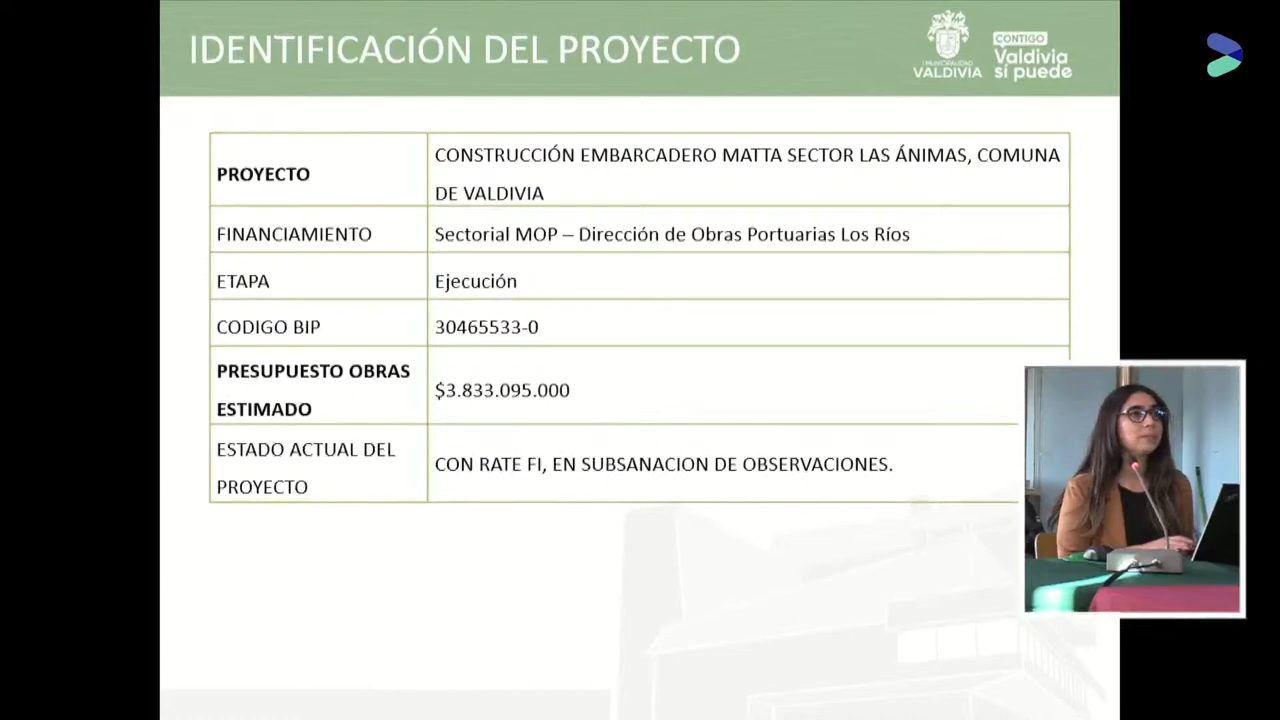 IDENTIFICACIÓN DEL PROYECTO
I. MUNICIPALIDAD
VALDIVIA
CONTIGO
Valdivia
sí puede
PROYECTO
CONSTRUCCIÓN EMBARCADERO MATTA SECTOR LAS ÁNIMAS, COMUNA
DE VALDIVIA
FINANCIAMIENTO
Sectorial MOP – Dirección de Obras Portuarias Los Ríos
ETAPA
Ejecución
CODIGO BIP
30465533-0
PRESUPUESTO OBRAS
ESTIMADO
$3.833.095.000
ESTADO ACTUAL DEL
PROYECTO
CON RATE FI, EN SUBSANACION DE OBSERVACIONES.